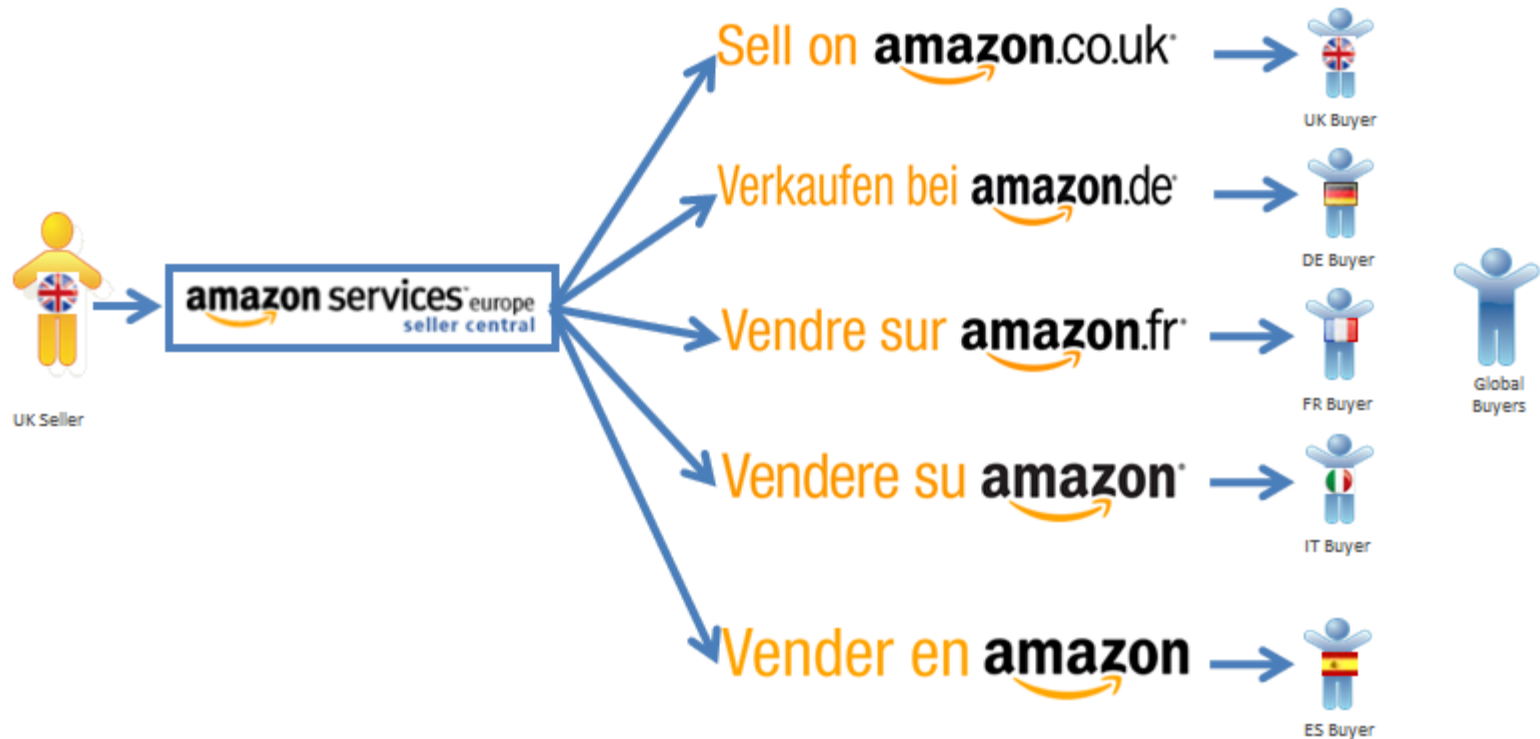 Sell on amazon.co.uk
UK Buyer
Verkaufen bei amazon.de
DE Buyer
amazon services europe
seller central
UK Seller
Vendre sur amazon.fr
FR Buyer
Global
Buyers
Vendere su amazon
IT Buyer
Vender en amazon
ES Buyer